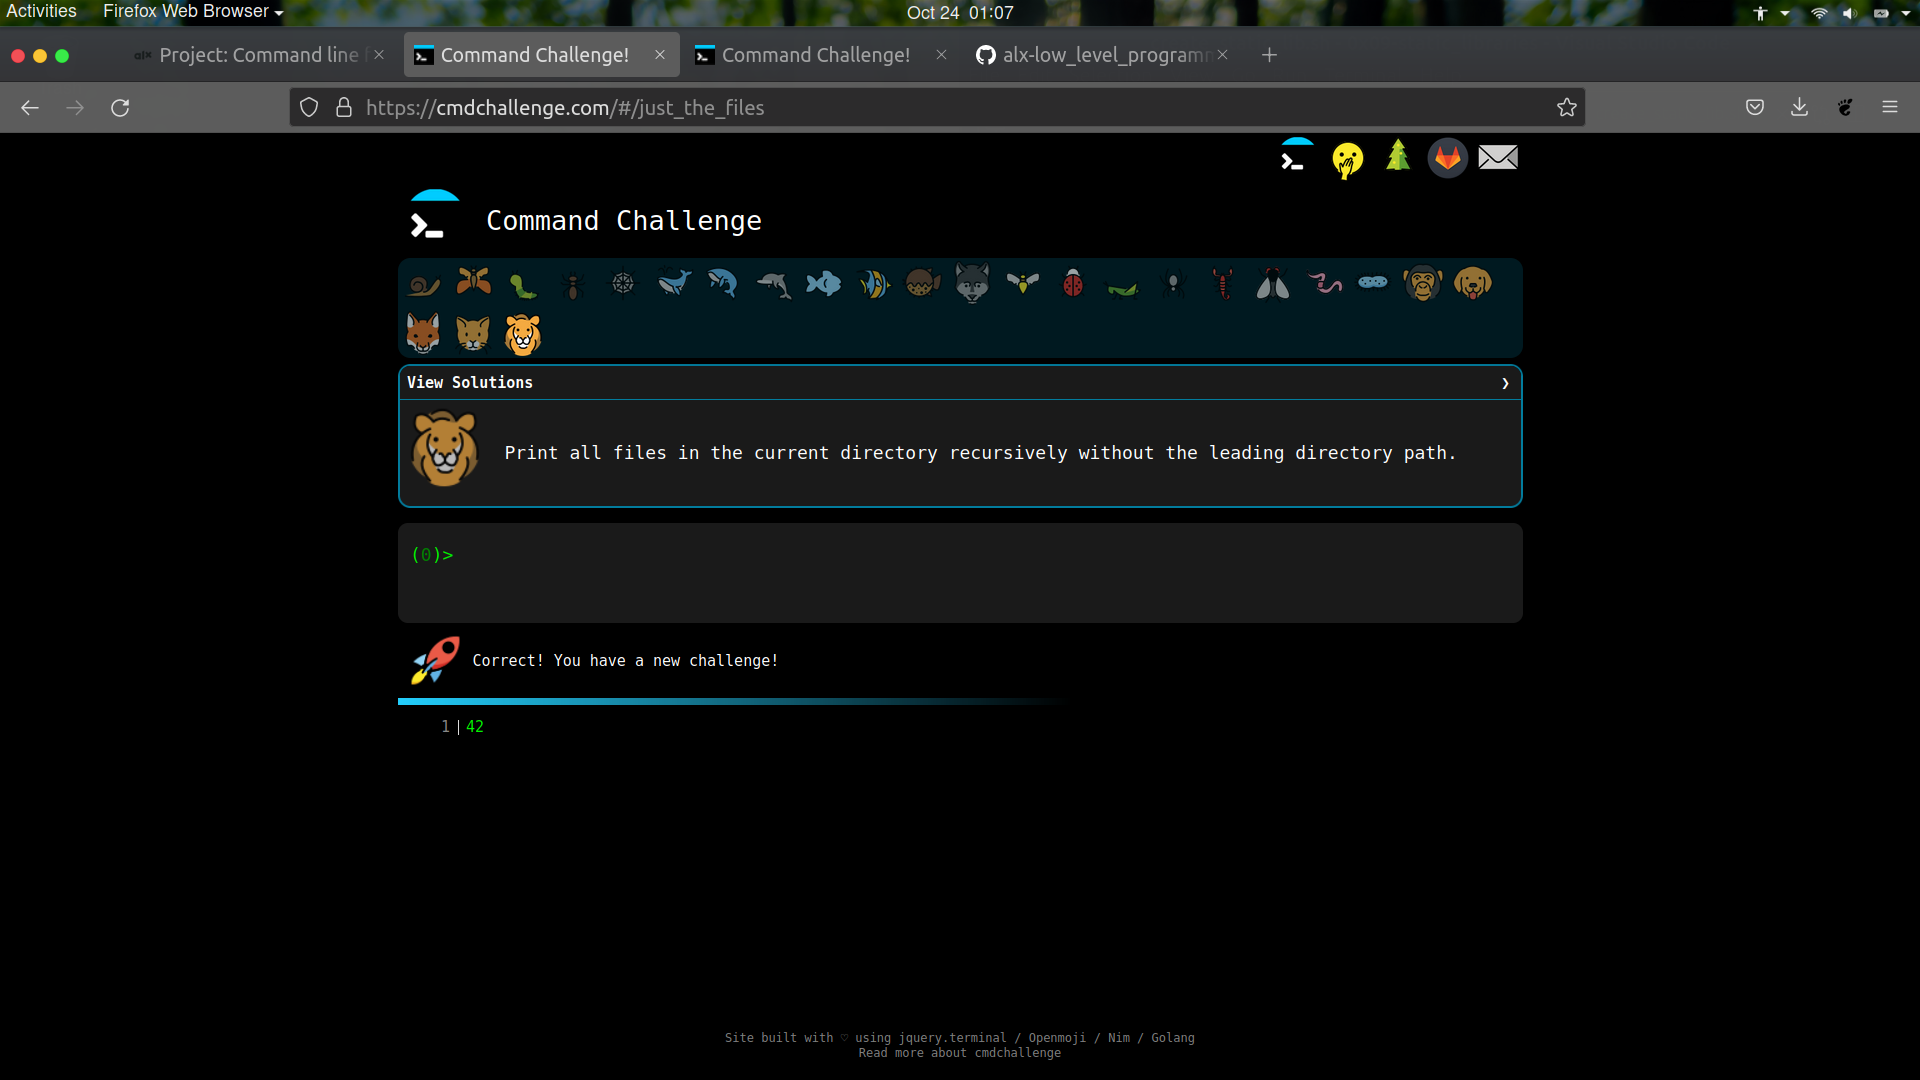 Activities Firefox Web Browser Oct 24 01:07
alx Project: Command line f Command Challenge! Command Challenge! alx-low_level_programm
https://cmdchallenge.com/#/just_the_files
Command Challenge
View Solutions ❯
Print all files in the current directory recursively without the leading directory path.
(0)>
Correct! You have a new challenge!
1 | 42
Site built with ♡ using jquery.terminal / Openmoji / Nim / Golang
Read more about cmdchallenge